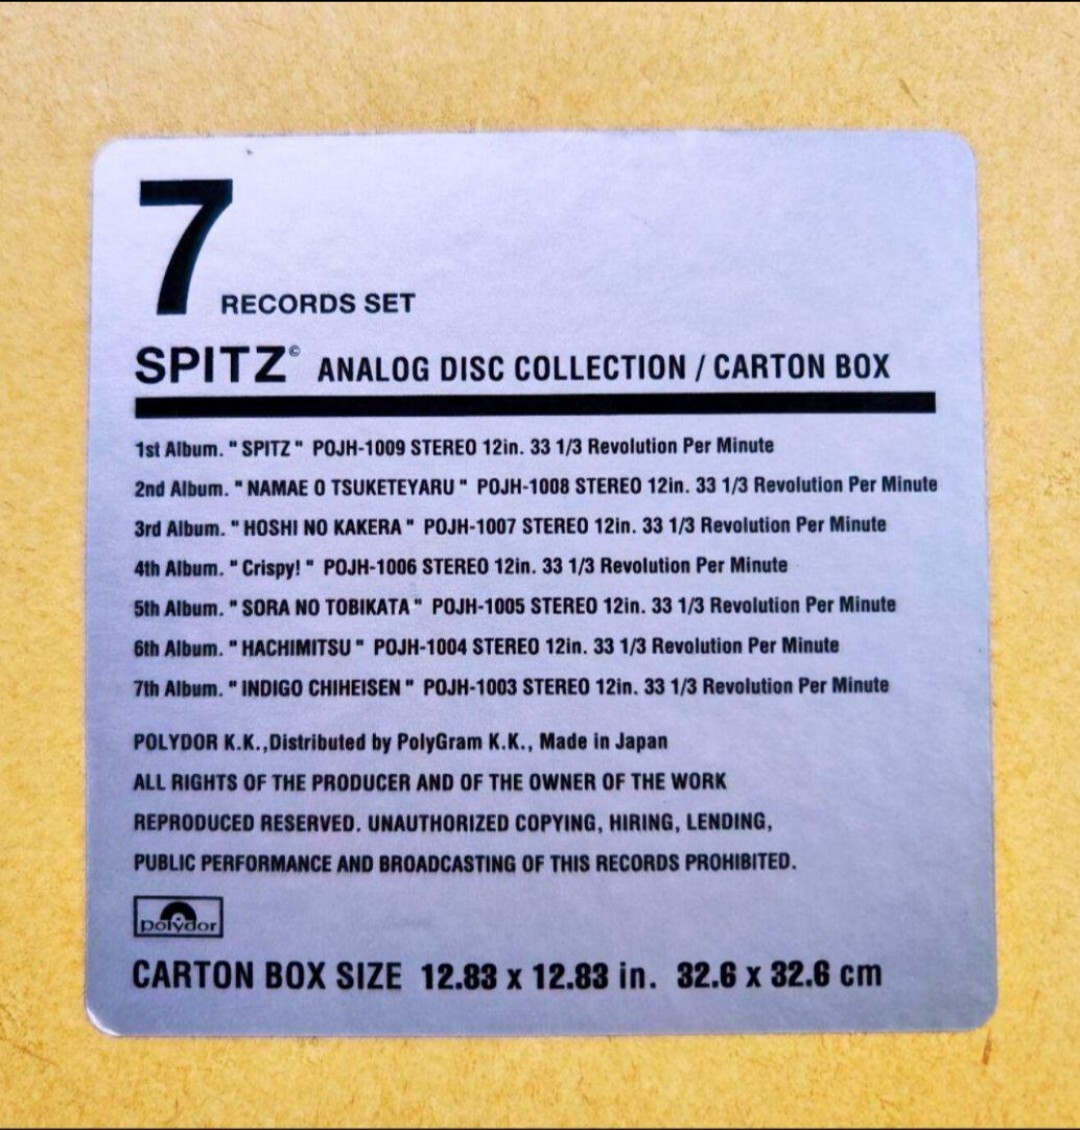 7
RECORDS SET
SPITZ© ANALOG DISC COLLECTION / CARTON BOX
1st Album. " SPITZ " POJH-1009 STEREO 12in. 33 1/3 Revolution Per Minute
2nd Album. " NAMAE O TSUKETEYARU " POJH-1008 STEREO 12in. 33 1/3 Revolution Per Minute
3rd Album. " HOSHI NO KAKERA " POJH-1007 STEREO 12in. 33 1/3 Revolution Per Minute
4th Album. " Crispy! " POJH-1006 STEREO 12in. 33 1/3 Revolution Per Minute
5th Album. " SORA NO TOBIKATA " POJH-1005 STEREO 12in. 33 1/3 Revolution Per Minute
6th Album. " HACHIMITSU " POJH-1004 STEREO 12in. 33 1/3 Revolution Per Minute
7th Album. " INDIGO CHIHEISEN " POJH-1003 STEREO 12in. 33 1/3 Revolution Per Minute
POLYDOR K.K.,Distributed by PolyGram K.K., Made in Japan
ALL RIGHTS OF THE PRODUCER AND OF THE OWNER OF THE WORK
REPRODUCED RESERVED. UNAUTHORIZED COPYING, HIRING, LENDING,
PUBLIC PERFORMANCE AND BROADCASTING OF THIS RECORDS PROHIBITED.
polydor
CARTON BOX SIZE 12.83 x 12.83 in. 32.6 x 32.6 cm